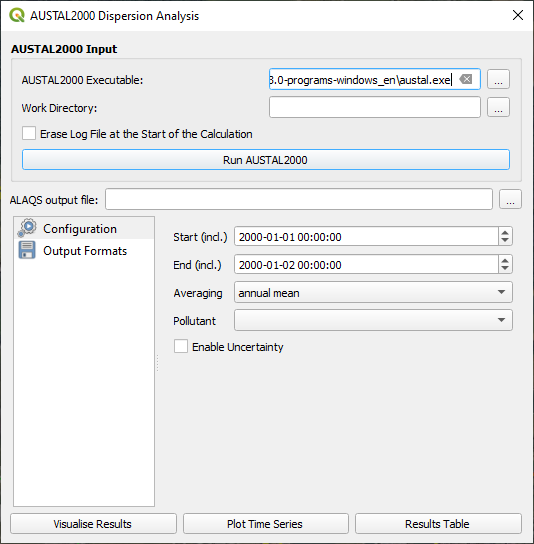 AUSTAL2000 Dispersion Analysis
AUSTAL2000 Input
AUSTAL2000 Executable: 3.0-programs-windows_en\austal.exe ...
Work Directory: ...
Erase Log File at the Start of the Calculation
Run AUSTAL2000
ALAQS output file: ...
Configuration
Output Formats
Start (incl.) 2000-01-01 00:00:00
End (incl.) 2000-01-02 00:00:00
Averaging annual mean
Pollutant
Enable Uncertainty
Visualise Results Plot Time Series Results Table